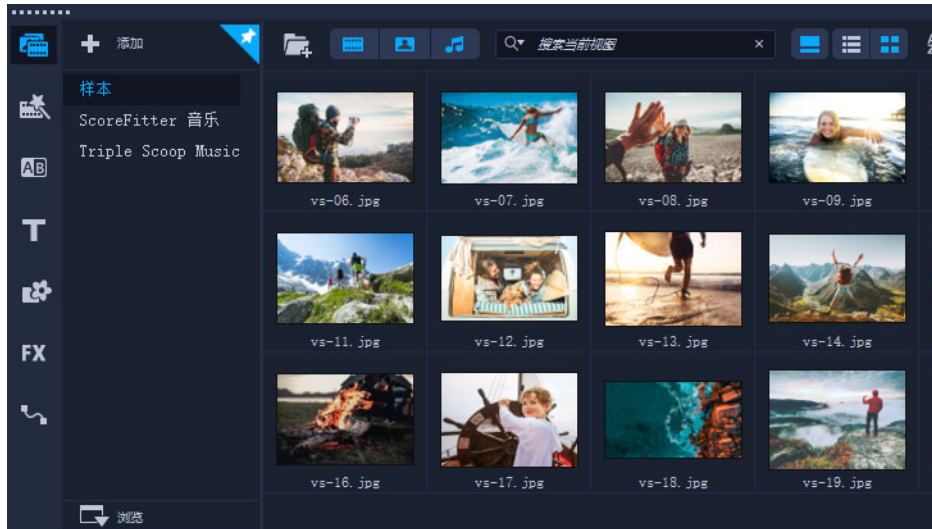 添加
搜索当前视图
样本
ScoreFitter 音乐
Triple Scoop Music
AB
T
FX
vs-06. jpg
vs-07. jpg
vs-08. jpg
vs-09. jpg
vs-11. jpg
vs-12. jpg
vs-13. jpg
vs-14. jpg
vs-16. jpg
vs-17. jpg
vs-18. jpg
vs-19. jpg
浏览